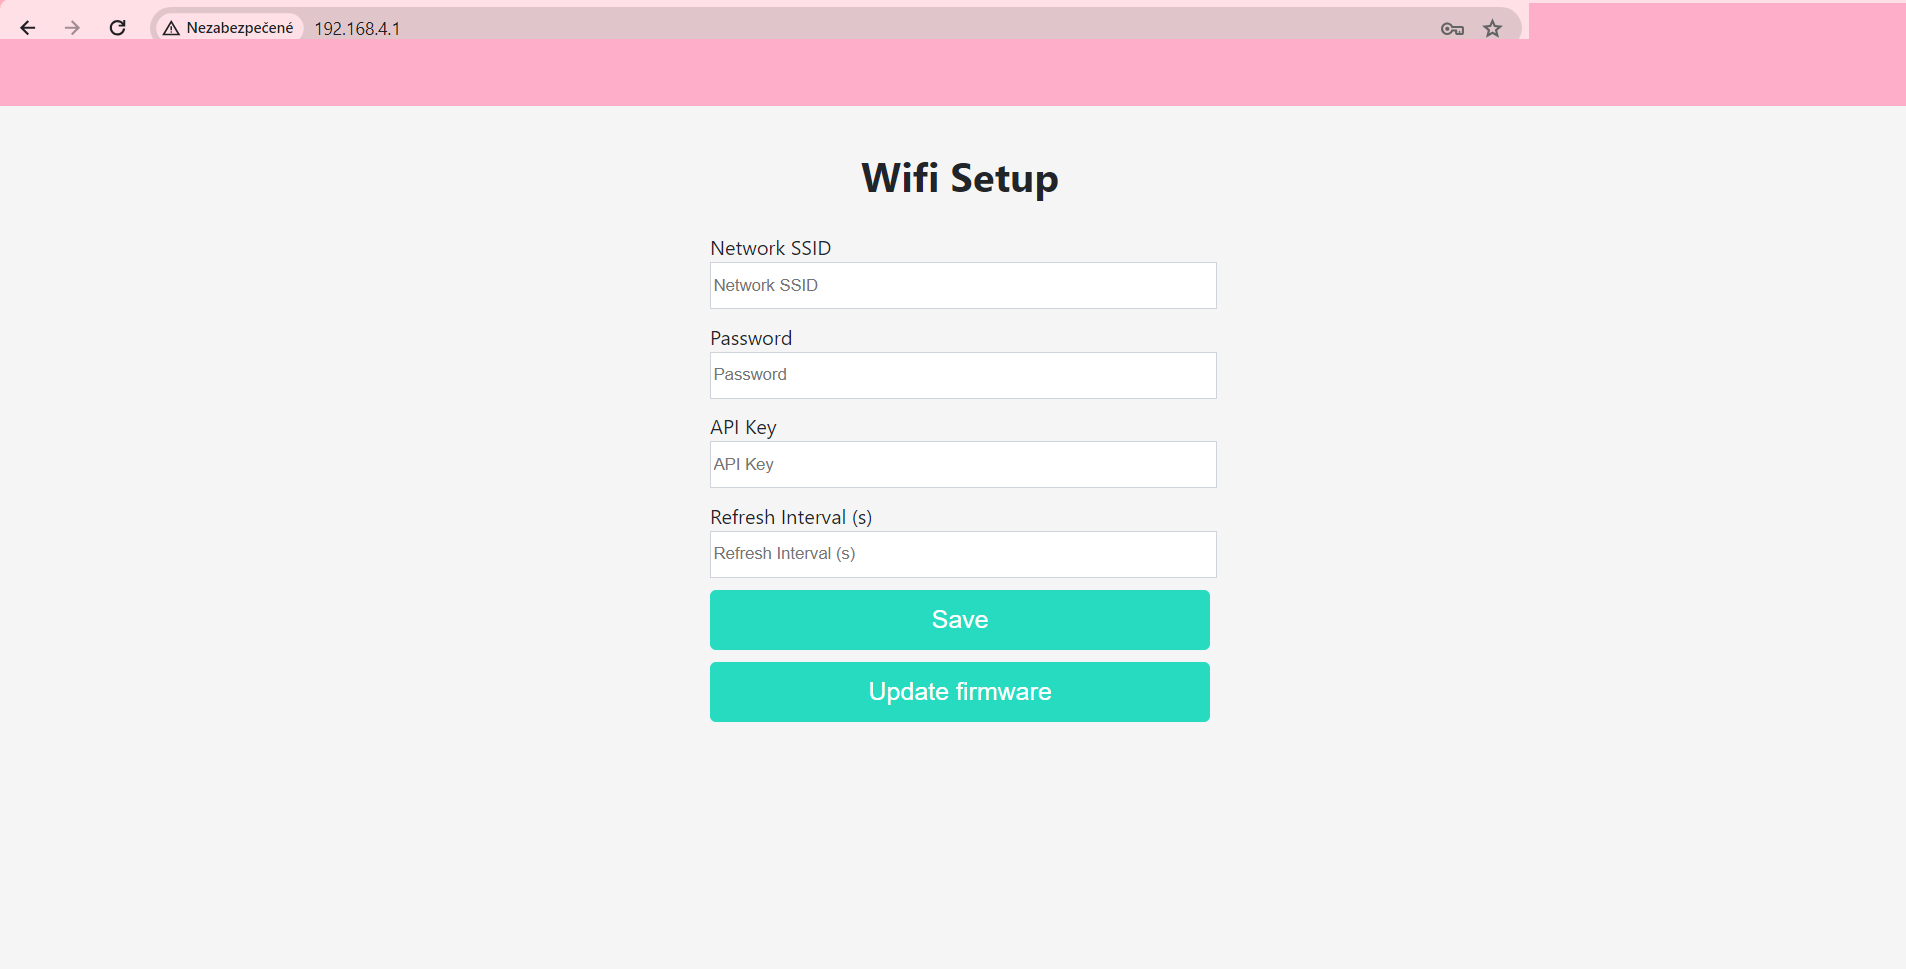 Nezabezpečené 192.168.4.1
Wifi Setup
Network SSID
Network SSID
Password
Password
API Key
API Key
Refresh Interval (s)
Refresh Interval (s)
Save
Update firmware